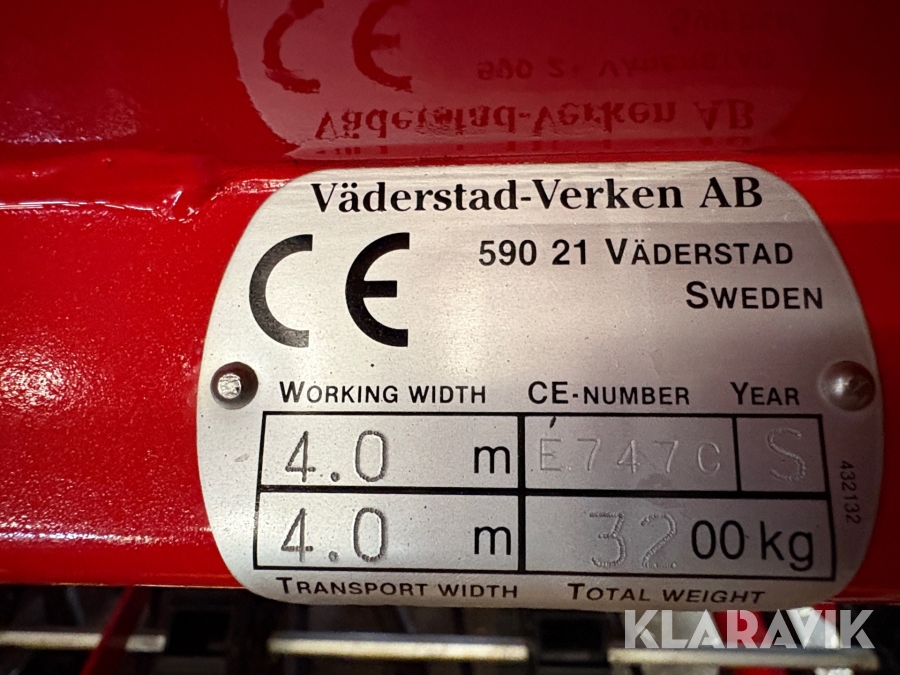 Väderstad-Verken AB
CE
590 21 VÄDERSTAD
SWEDEN
WORKING WIDTH CE-NUMBER YEAR
4.0 m E747C S
4.0 m 3200 kg
TRANSPORT WIDTH TOTAL WEIGHT
432132
KLARAVIK